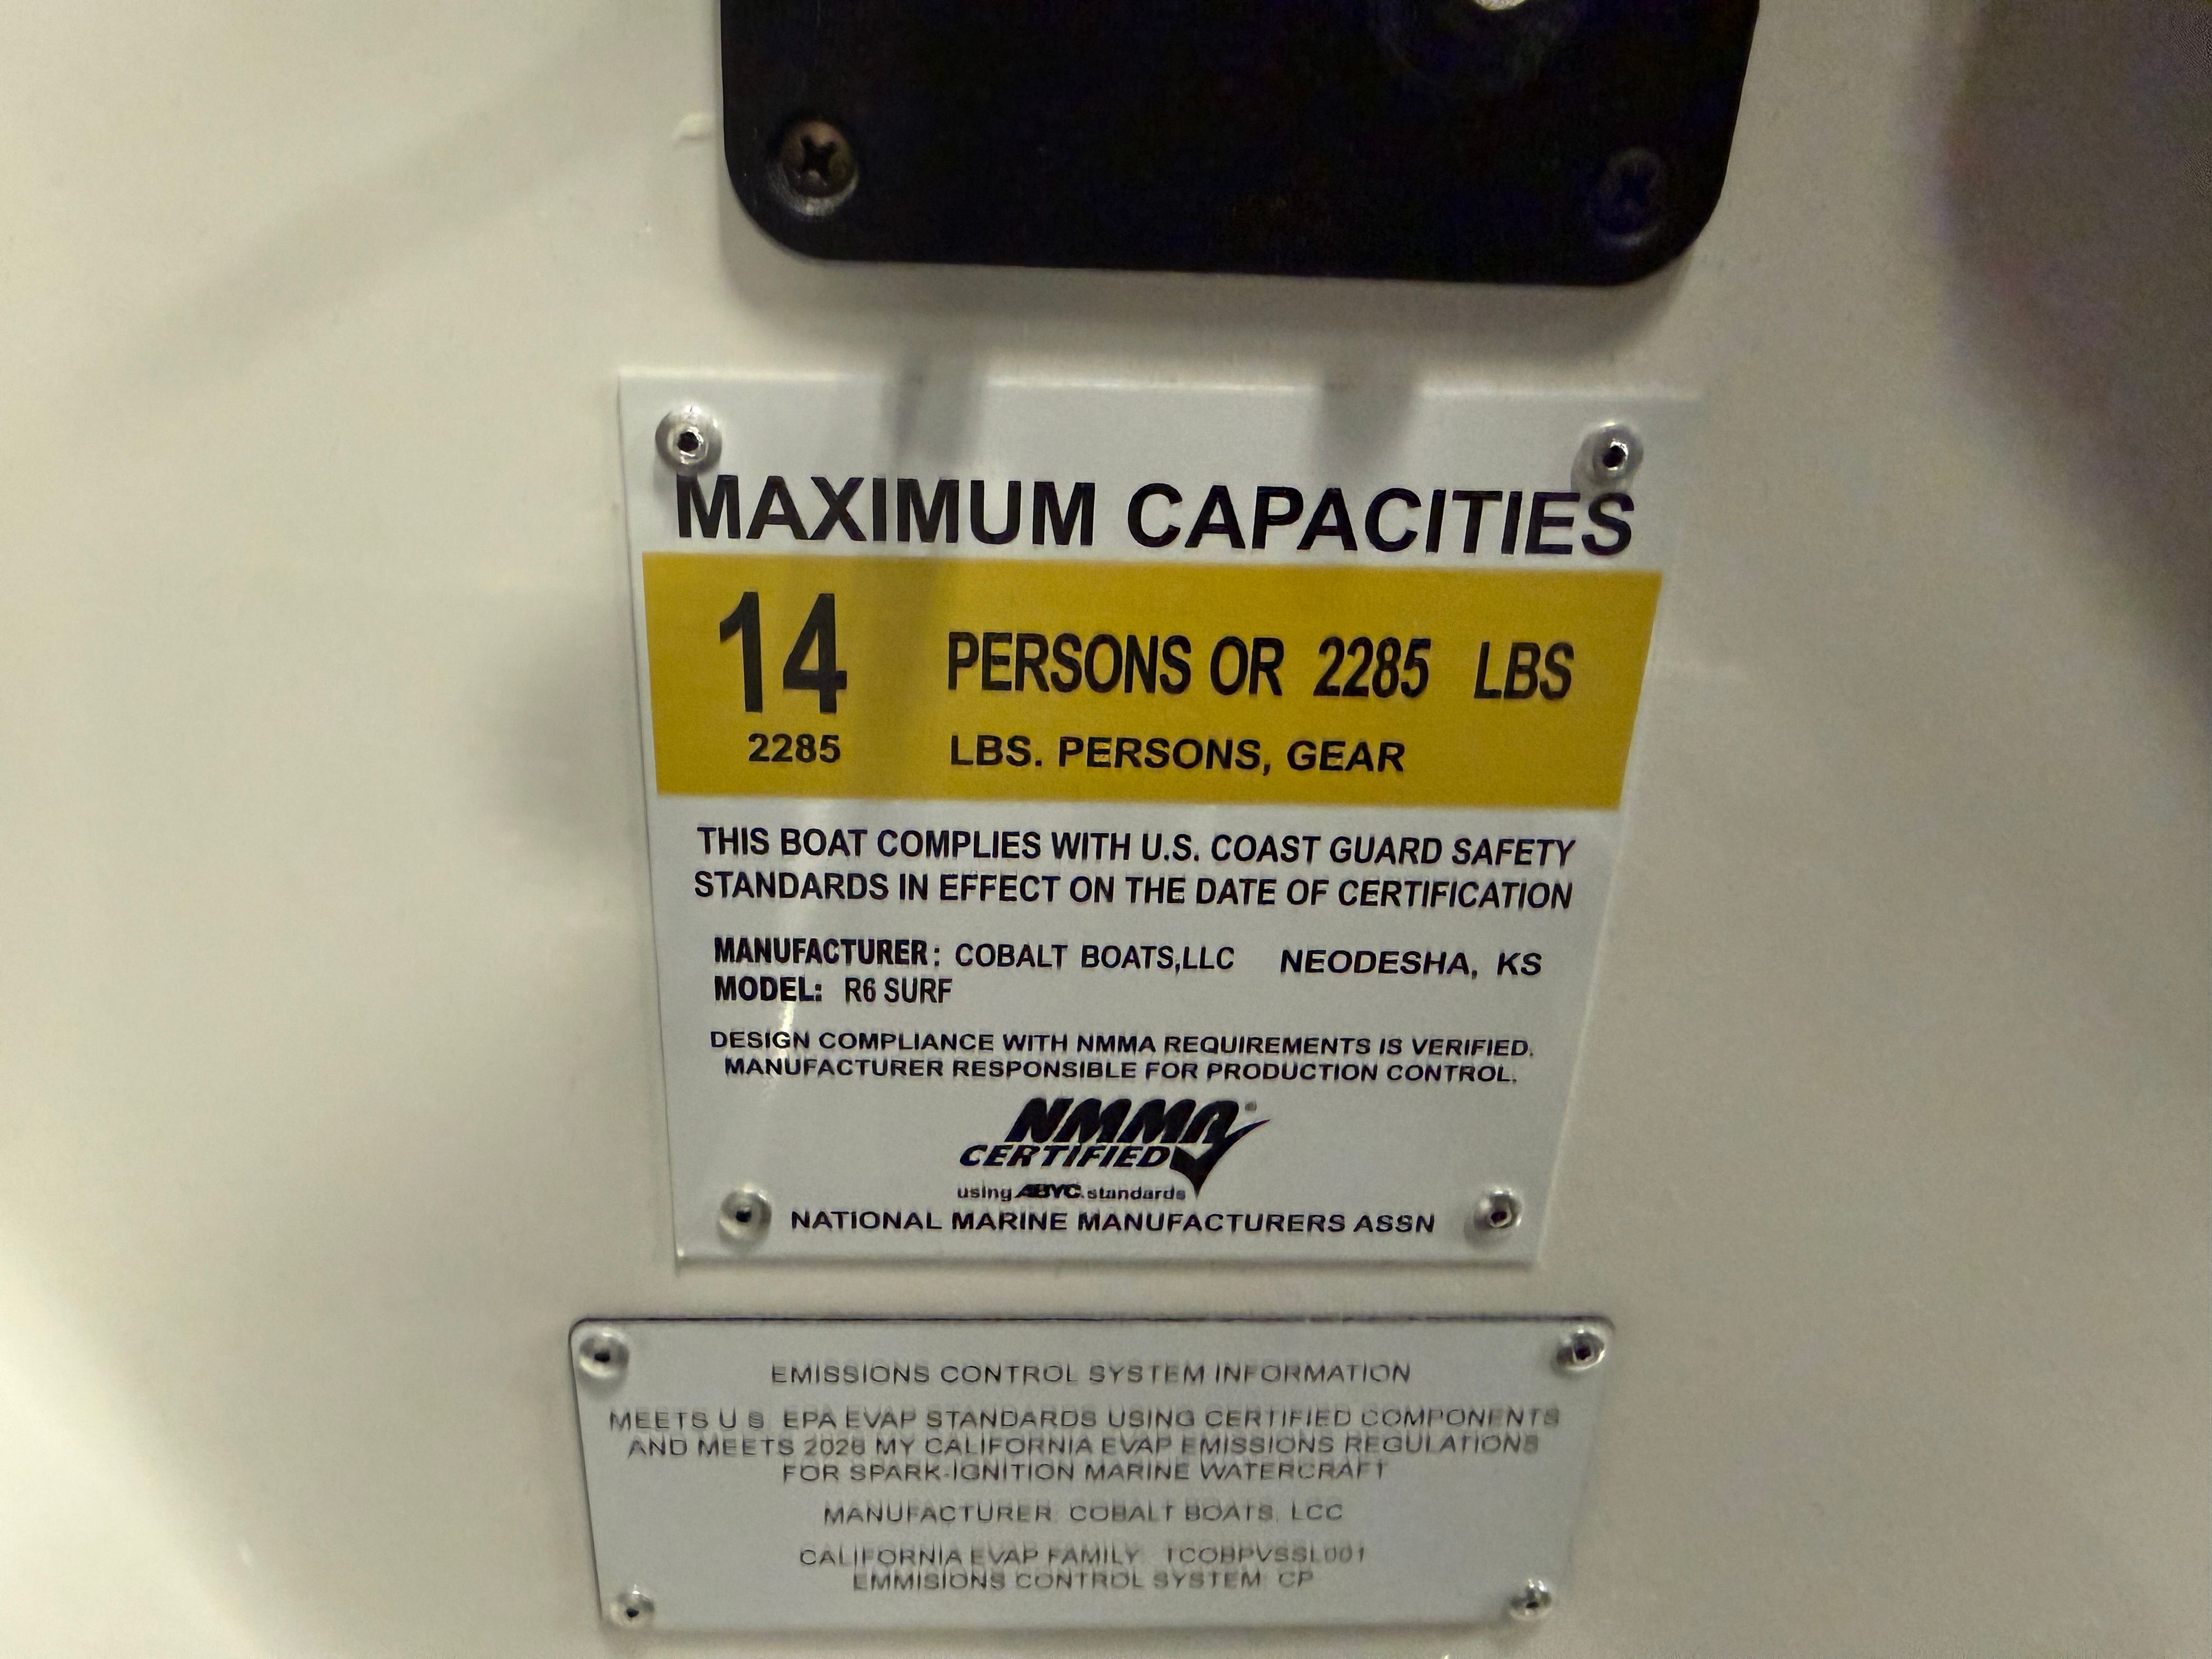 MAXIMUM CAPACITIES
14 PERSONS OR 2285 LBS
2285 LBS. PERSONS, GEAR
THIS BOAT COMPLIES WITH U.S. COAST GUARD SAFETY
STANDARDS IN EFFECT ON THE DATE OF CERTIFICATION
MANUFACTURER: COBALT BOATS,LLC NEODESHA, KS
MODEL: R6 SURF
DESIGN COMPLIANCE WITH NMMA REQUIREMENTS IS VERIFIED.
MANUFACTURER RESPONSIBLE FOR PRODUCTION CONTROL.
NMMA®
CERTIFIED
using ABYC standards
NATIONAL MARINE MANUFACTURERS ASSN
EMISSIONS CONTROL SYSTEM INFORMATION
MEETS U.S. EPA EVAP STANDARDS USING CERTIFIED COMPONENTS
AND MEETS 2026 MY CALIFORNIA EVAP EMISSIONS REGULATIONS
FOR SPARK-IGNITION MARINE WATERCRAFT
MANUFACTURER: COBALT BOATS, LCC
CALIFORNIA EVAP FAMILY:
EMMISIONS CONTROL SYSTEM: CP